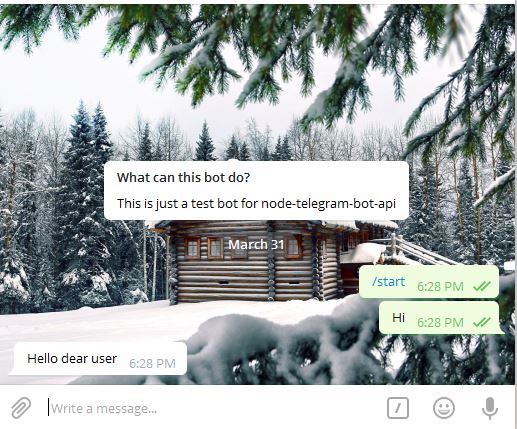 What can this bot do?
This is just a test bot for node-telegram-bot-api
March 31
/start 6:28 PM
Hi 6:28 PM
Hello dear user 6:28 PM
Write a message...